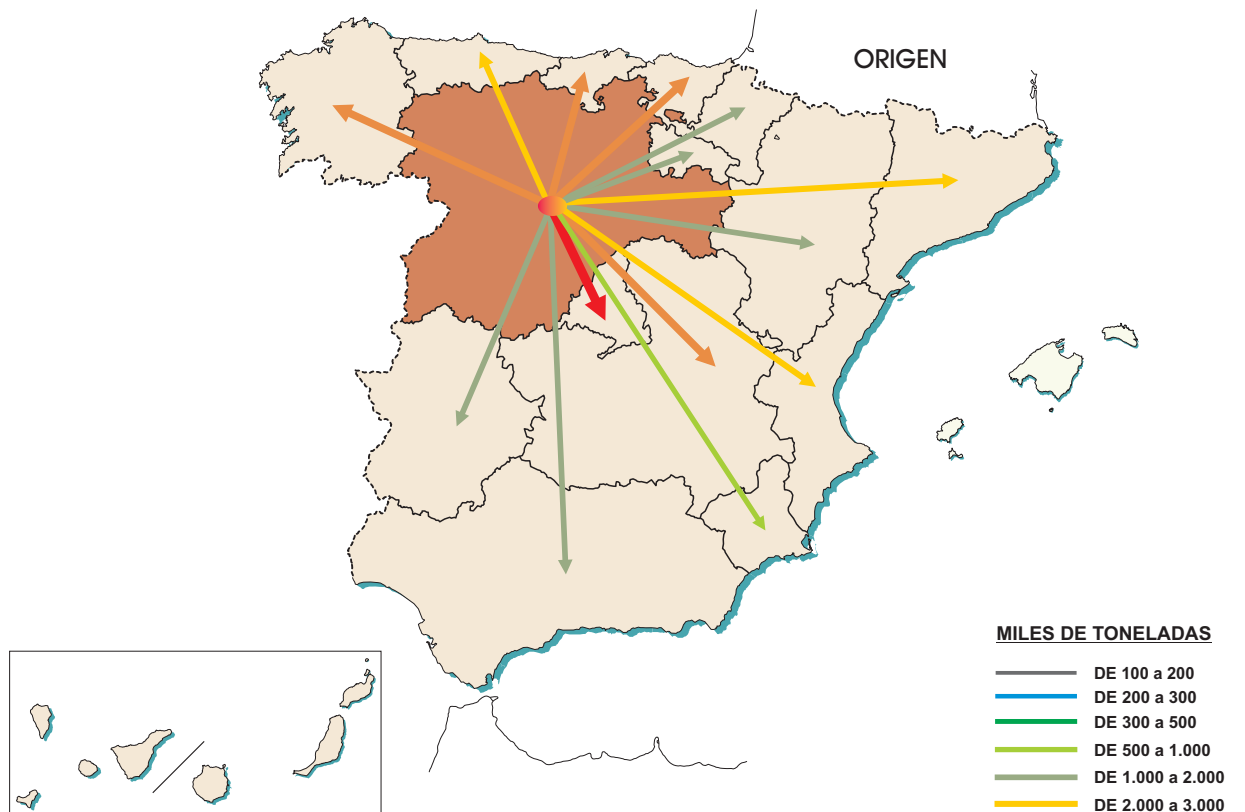 ORIGEN
MILES DE TONELADAS
DE 100 a 200
DE 200 a 300
DE 300 a 500
DE 500 a 1.000
DE 1.000 a 2.000
DE 2.000 a 3.000